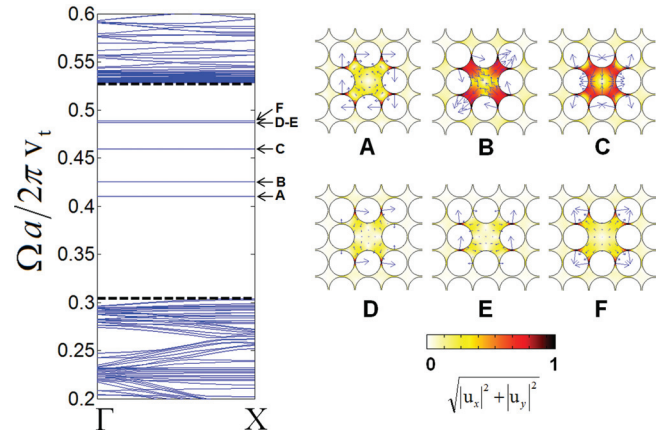 0.6
0.55
0.5
0.45
0.4
0.35
0.3
0.25
0.2
Ωa/2π v_t
Γ X
F
D-E
C
B
A
A B C
D E F
0 1
√|u_x|²+|u_y|²